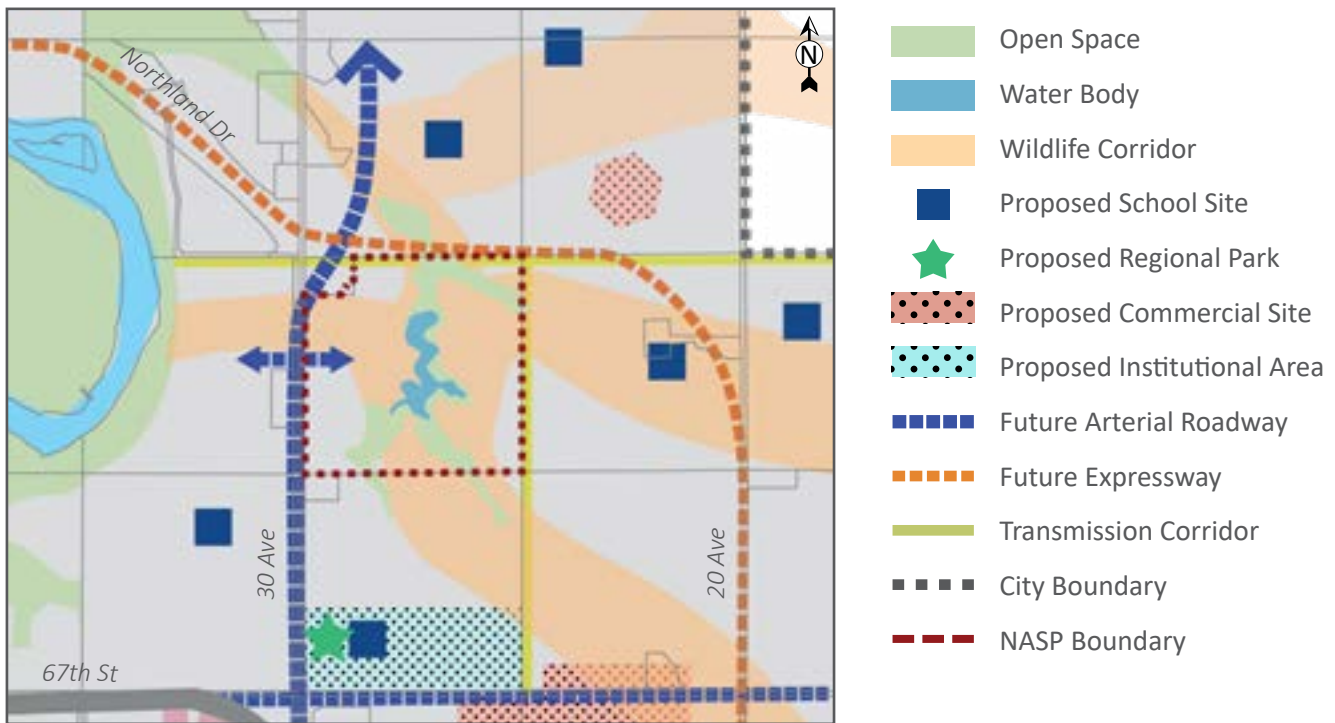 Northland Dr
N
30 Ave
20 Ave
67th St
Open Space
Water Body
Wildlife Corridor
Proposed School Site
Proposed Regional Park
Proposed Commercial Site
Proposed Institutional Area
Future Arterial Roadway
Future Expressway
Transmission Corridor
City Boundary
NASP Boundary